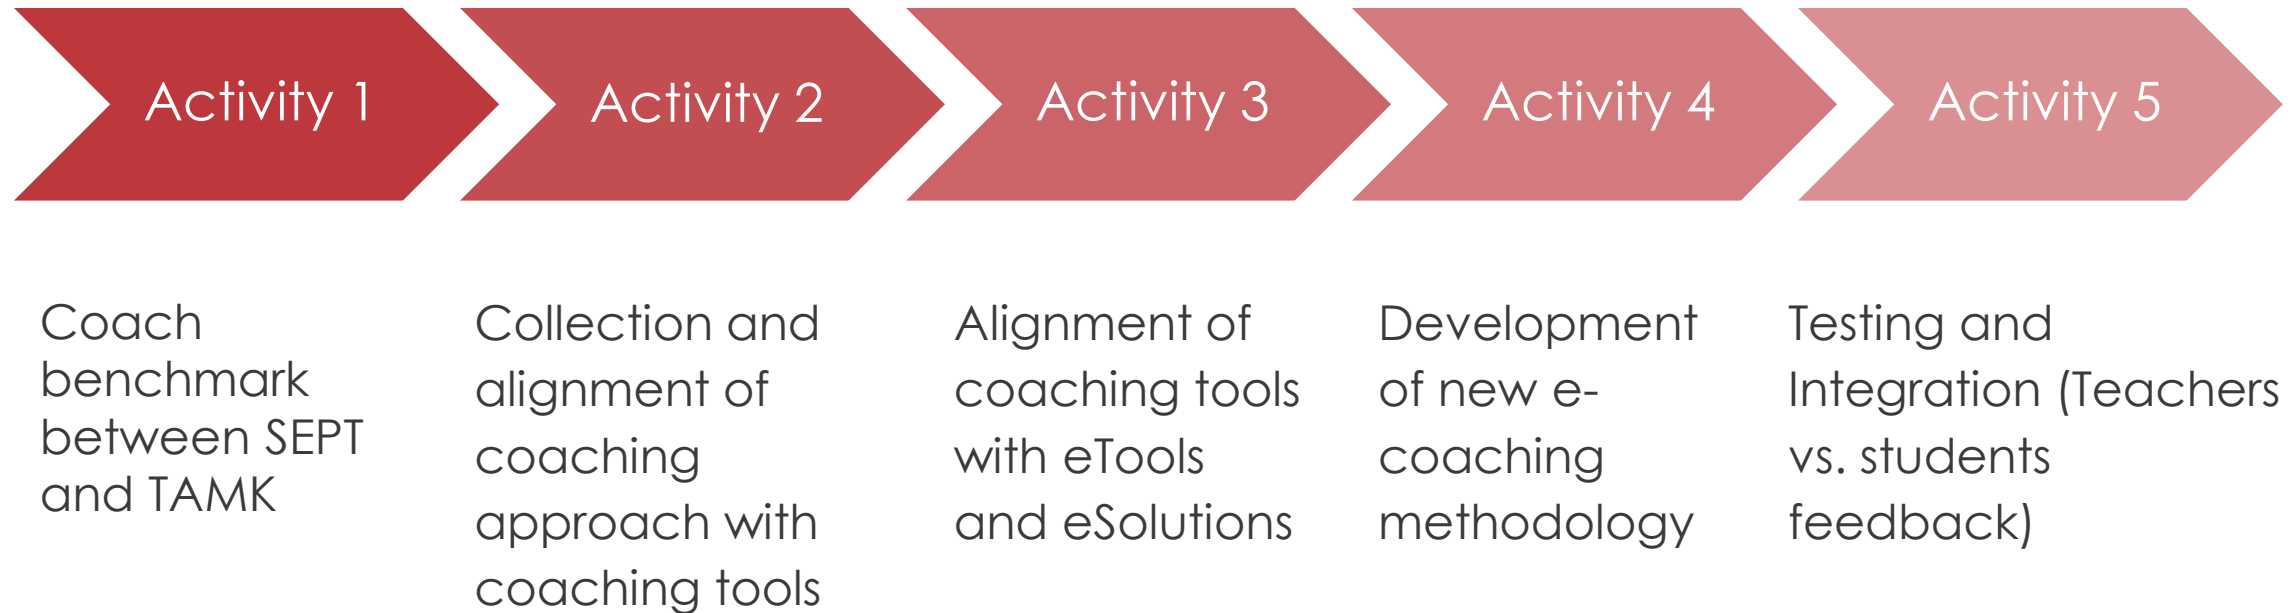 Activity 1
Activity 2
Activity 3
Activity 4
Activity 5
Coach
benchmark
between SEPT
and TAMK
Collection and
alignment of
coaching
approach with
coaching tools
Alignment of
coaching tools
with eTools
and eSolutions
Development
of new e-
coaching
methodology
Testing and
Integration (Teachers
vs. students
feedback)